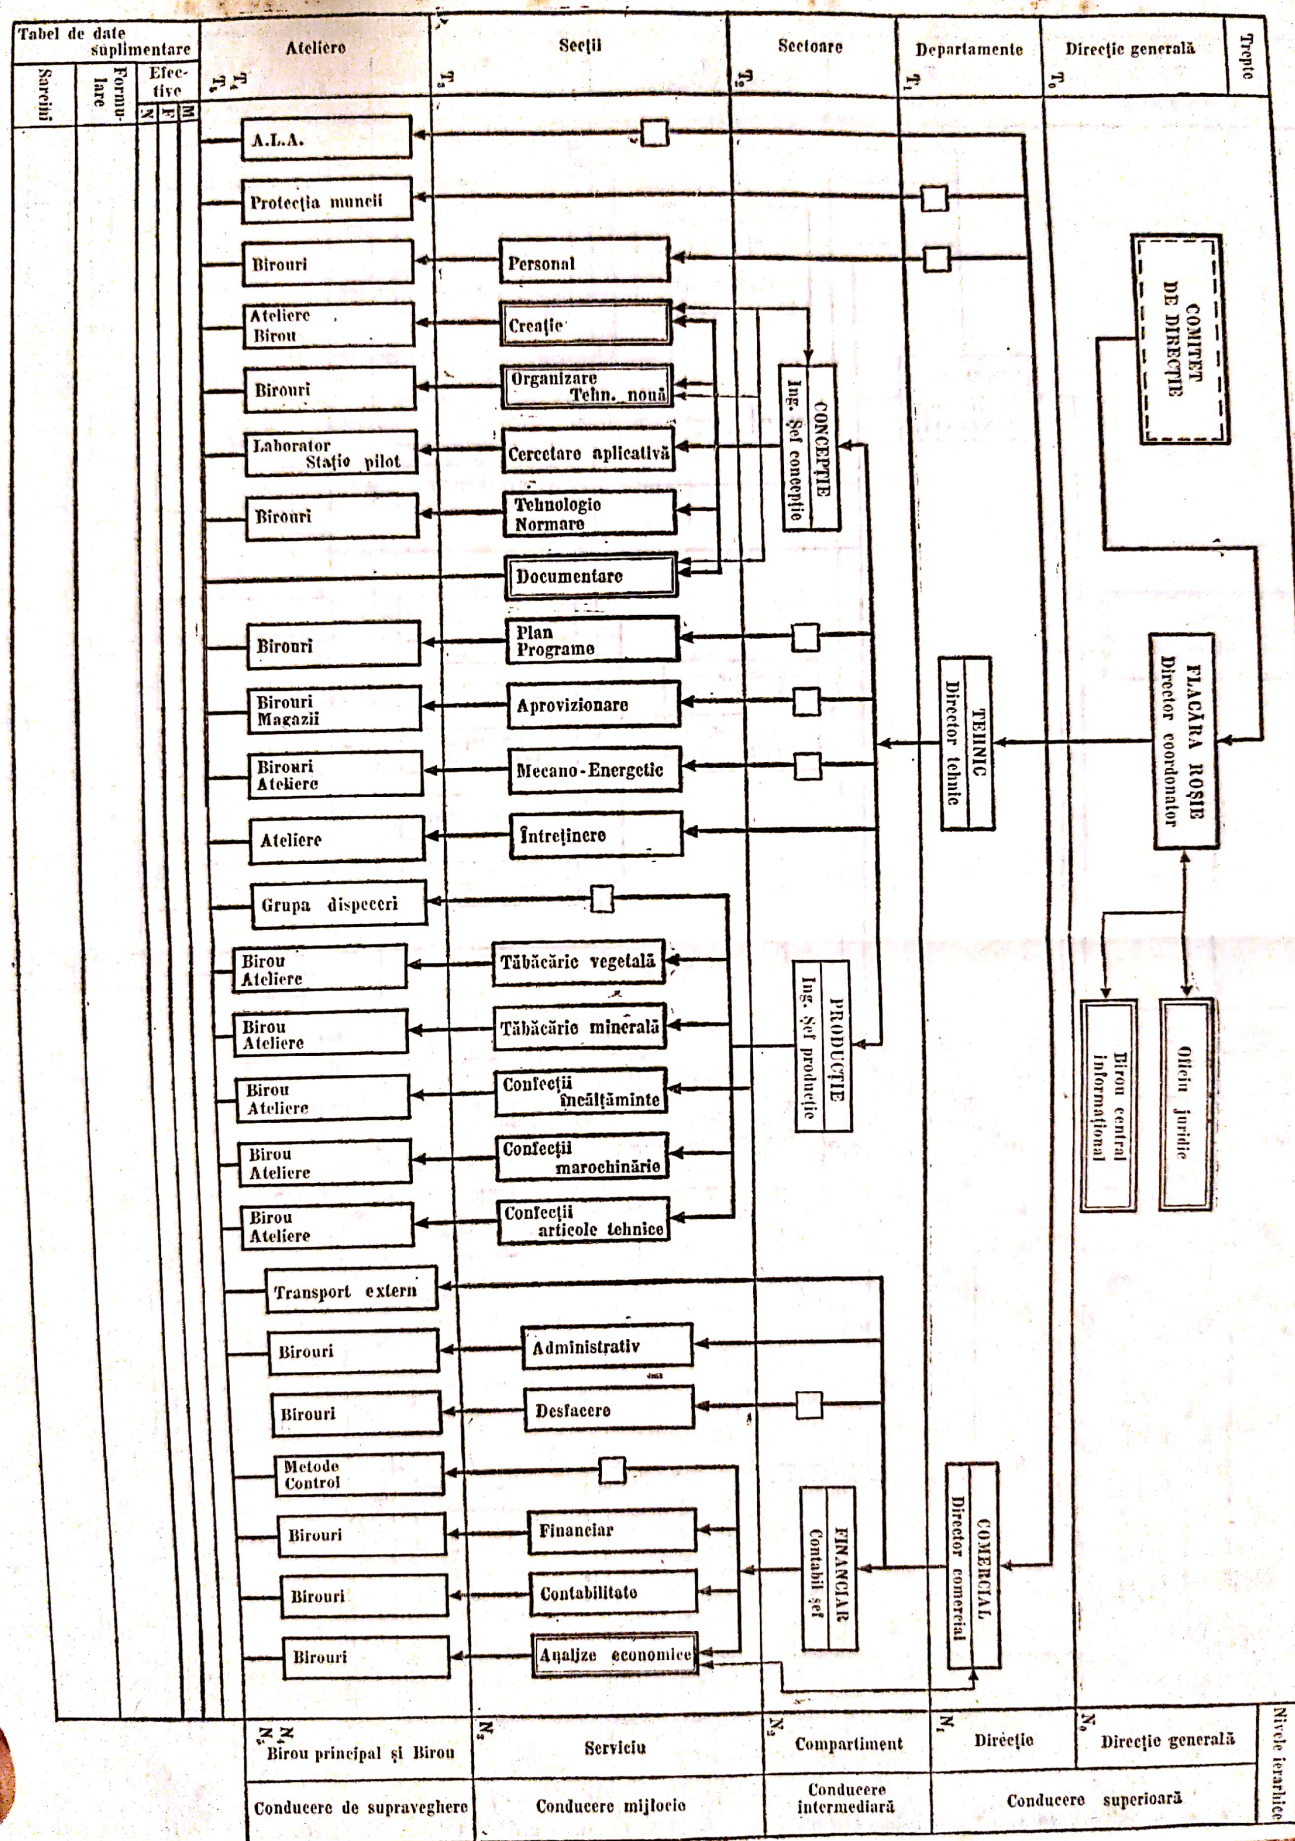 Tabel de date
suplimentare
Sarcini
Formu-
lare
Efec-
tive
N
F
M
Ateliere
T₄
T₅
Secții
T₃
Sectoare
T₂
Departamente
T₁
Direcție generală
T₀
Trepte
A.L.A.
Protecția muncii
Birouri
Personal
Ateliere
Birou
Creație
Birouri
Organizare
Tehn. nouă
Laborator
Stație pilot
Cercetare aplicativă
Birouri
Tehnologie
Normare
Documentare
CONCEPȚIE
Ing. Șef concepție
COMITET
DE DIRECȚIE
Birouri
Plan
Programe
Birouri
Magazii
Aprovizionare
Birouri
Ateliere
Mecano-Energetic
Ateliere
Întreținere
TEHNIC
Director tehnic
FLACĂRA ROȘIE
Director coordonator
Grupa dispeceri
Birou
Ateliere
Tăbăcărie vegetală
Birou
Ateliere
Tăbăcărie minerală
Birou
Ateliere
Confecții
încălțăminte
Birou
Ateliere
Confecții
marochinărie
Birou
Ateliere
Confecții
articole tehnice
PRODUCȚIE
Ing. Șef producție
Birou central
informațional
Oficiu juridic
Transport extern
Birouri
Administrativ
Birouri
Desfacere
Metode
Control
Birouri
Financiar
Birouri
Contabilitate
Birouri
Analize economice
FINANCIAR
Contabil șef
COMERCIAL
Director comercial
N₄
N₅
Birou principal și Birou
N₃
Serviciu
N₂
Compartiment
N₁
Direcție
N₀
Direcție generală
Nivele ierarhice
Conducere de supraveghere
Conducere mijlocie
Conducere
intermediară
Conducere superioară